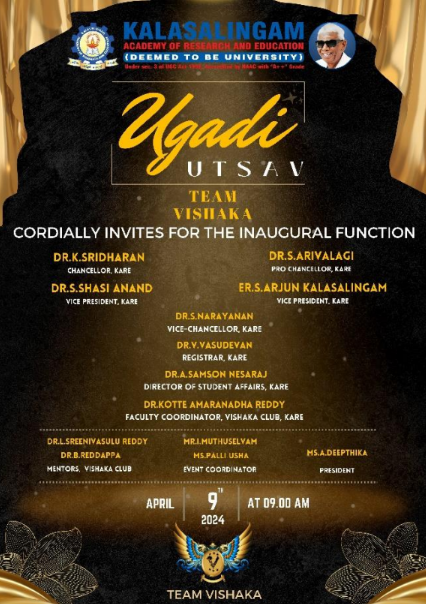 KALASALINGAM
ACADEMY OF RESEARCH AND EDUCATION
(DEEMED TO BE UNIVERSITY)
Ugadi
UTSAV
TEAM
VISHAKA
CORDIALLY INVITES FOR THE INAUGURAL FUNCTION
DR.K.SRIDHARAN
CHANCELLOR, KARE
DR.S.ARIVALAGI
PRO CHANCELLOR, KARE
DR.S.SHASI ANAND
VICE PRESIDENT, KARE
ER.S.ARJUN KALASALINGAM
VICE PRESIDENT, KARE
DR.S.NARAYANAN
VICE-CHANCELLOR, KARE
DR.V.VASUDEVAN
REGISTRAR, KARE
DR.A.SAMSON NESARAJ
DIRECTOR OF STUDENT AFFAIRS, KARE
DR.KOTTE AMARANADHA REDDY
FACULTY COORDINATOR, VISHAKA CLUB, KARE
DR.L.SREENIVASULU REDDY
DR.B.REDDAPPA
MENTORS, VISHAKA CLUB
MR.I.MUTHUSELVAM
MS.PALLI USHA
EVENT COORDINATOR
MS.A.DEEPTHIKA
PRESIDENT
APRIL 9TH 2024 AT 09.00 AM
TEAM VISHAKA